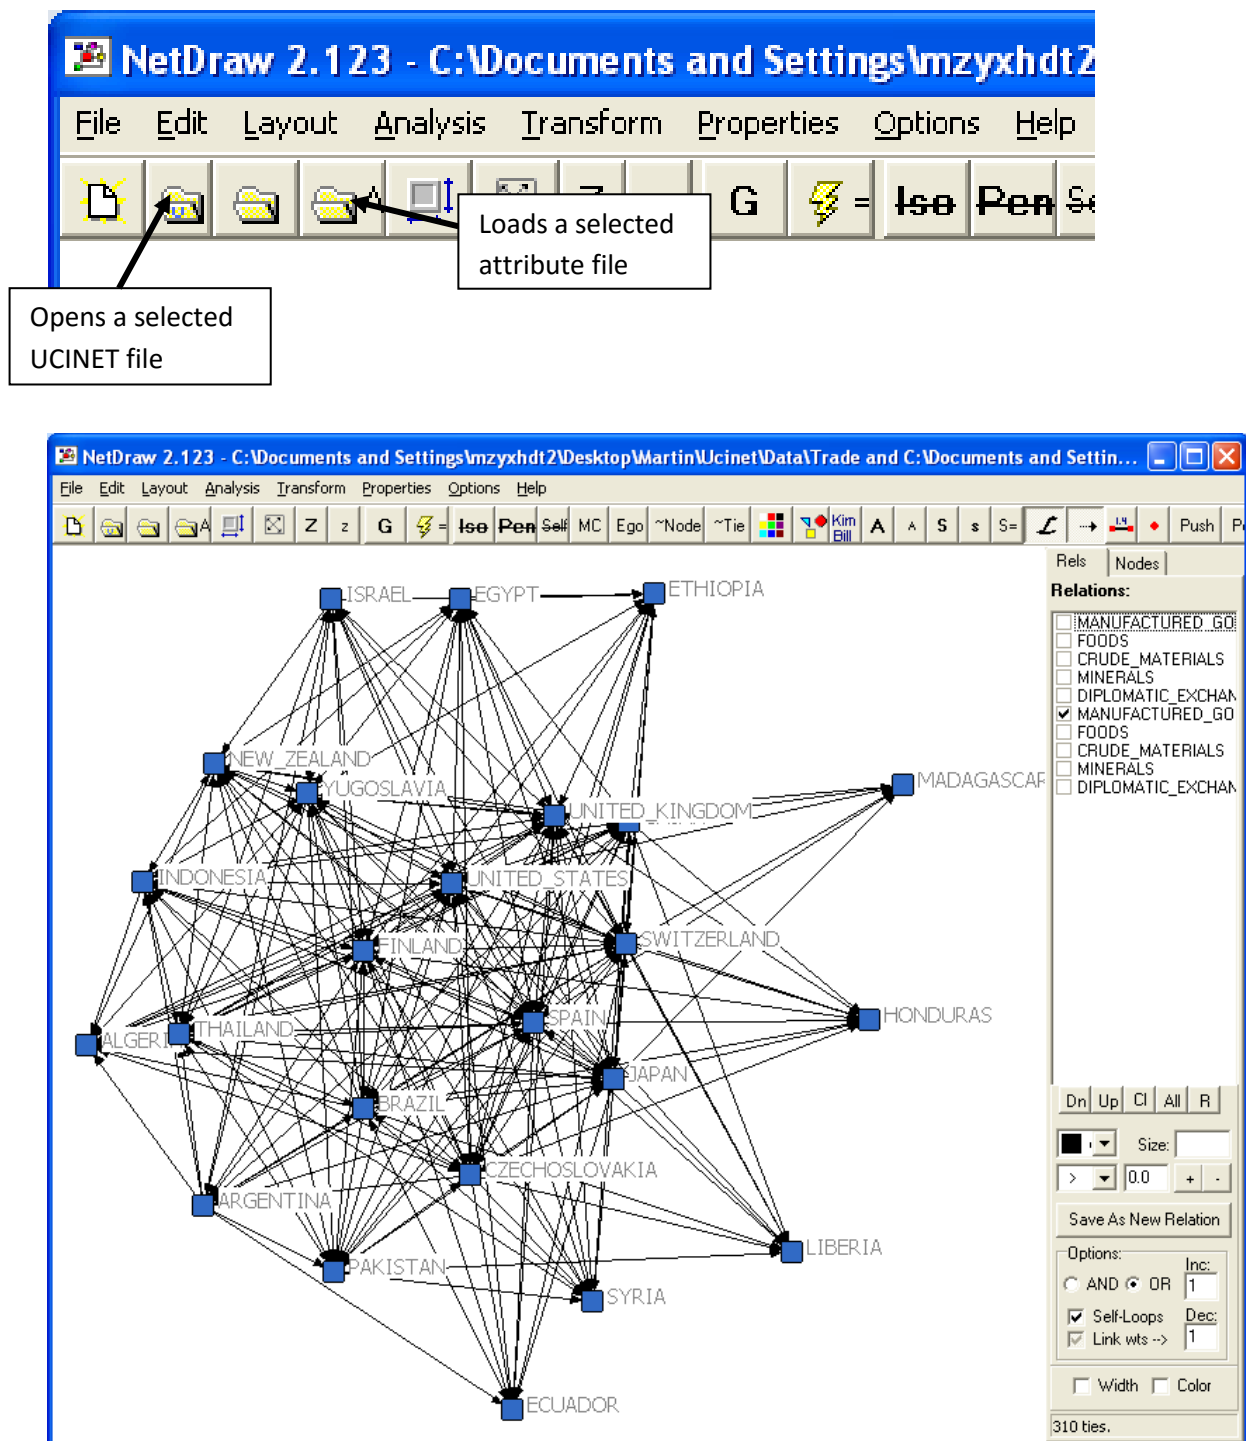 NetDraw 2.123 - C:\Documents and Settings\mzyxhdt2
File Edit Layout Analysis Transform Properties Options Help
A G = Iso Pen
Loads a selected
attribute file
Opens a selected
UCINET file
NetDraw 2.123 - C:\Documents and Settings\mzyxhdt2\Desktop\Martin\Ucinet\Data\Trade and C:\Documents and Settin...
File Edit Layout Analysis Transform Properties Options Help
A Z z G = Iso Pen Self MC Ego ~Node ~Tie Kim Bill A A S s S= Push
Rels Nodes
Relations:
MANUFACTURED_GO
FOODS
CRUDE_MATERIALS
MINERALS
DIPLOMATIC_EXCHAN
MANUFACTURED_GO
FOODS
CRUDE_MATERIALS
MINERALS
DIPLOMATIC_EXCHAN
ISRAEL
EGYPT
ETHIOPIA
NEW_ZEALAND
YUGOSLAVIA
MADAGASCAR
UNITED_KINGDOM
INDONESIA
UNITED_STATES
FINLAND
SWITZERLAND
SPAIN
HONDURAS
THAILAND
ALGERI
JAPAN
BRAZIL
CZECHOSLOVAKIA
ARGENTINA
LIBERIA
PAKISTAN
SYRIA
ECUADOR
Dn Up Cl All R
Size:
> 0.0 + -
Save As New Relation
Options:
Inc:
AND OR 1
Self-Loops Dec:
Link wts --> 1
Width Color
310 ties.